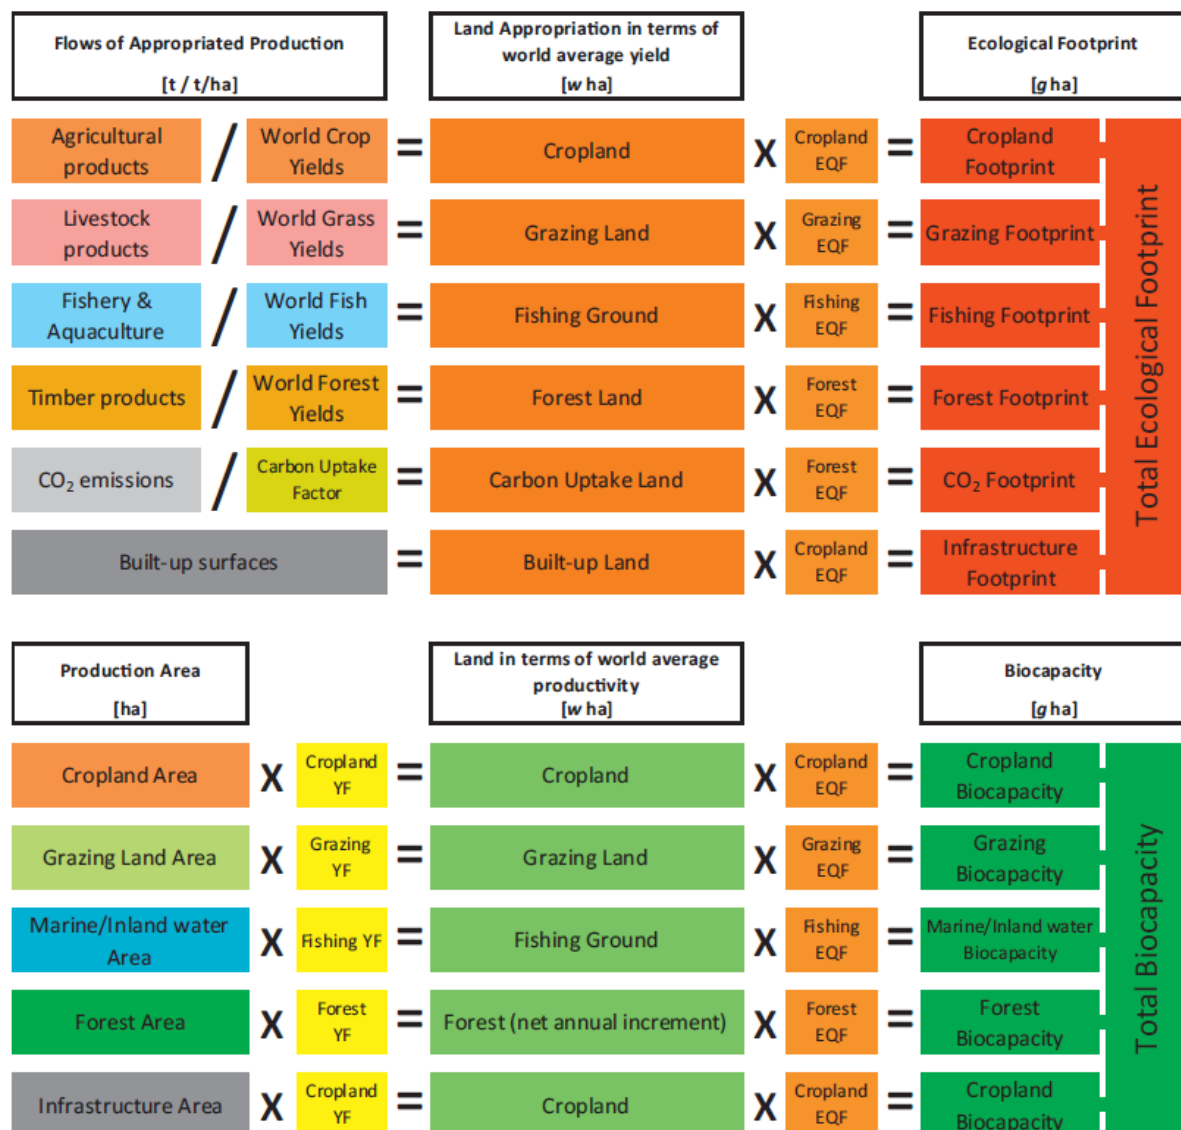 Flows of Appropriated Production
[t / t/ha]
Land Appropriation in terms of
world average yield
[w ha]
Ecological Footprint
[g ha]
Agricultural
products
/
World Crop
Yields
=
Cropland
X
Cropland
EQF
=
Cropland
Footprint
Livestock
products
/
World Grass
Yields
=
Grazing Land
X
Grazing
EQF
=
Grazing Footprint
Fishery &
Aquaculture
/
World Fish
Yields
=
Fishing Ground
X
Fishing
EQF
=
Fishing Footprint
Timber products
/
World Forest
Yields
=
Forest Land
X
Forest
EQF
=
Forest Footprint
CO₂ emissions
/
Carbon Uptake
Factor
=
Carbon Uptake Land
X
Forest
EQF
=
CO₂ Footprint
Built-up surfaces
=
Built-up Land
X
Cropland
EQF
=
Infrastructure
Footprint
Total Ecological Footprint
Production Area
[ha]
Land in terms of world average
productivity
[w ha]
Biocapacity
[g ha]
Cropland Area
X
Cropland
YF
=
Cropland
X
Cropland
EQF
=
Cropland
Biocapacity
Grazing Land Area
X
Grazing
YF
=
Grazing Land
X
Grazing
EQF
=
Grazing
Biocapacity
Marine/Inland water
Area
X
Fishing YF
=
Fishing Ground
X
Fishing
EQF
=
Marine/Inland water
Biocapacity
Forest Area
X
Forest
YF
=
Forest (net annual increment)
X
Forest
EQF
=
Forest
Biocapacity
Infrastructure Area
X
Cropland
YF
=
Cropland
X
Cropland
EQF
=
Cropland
Biocapacity
Total Biocapacity